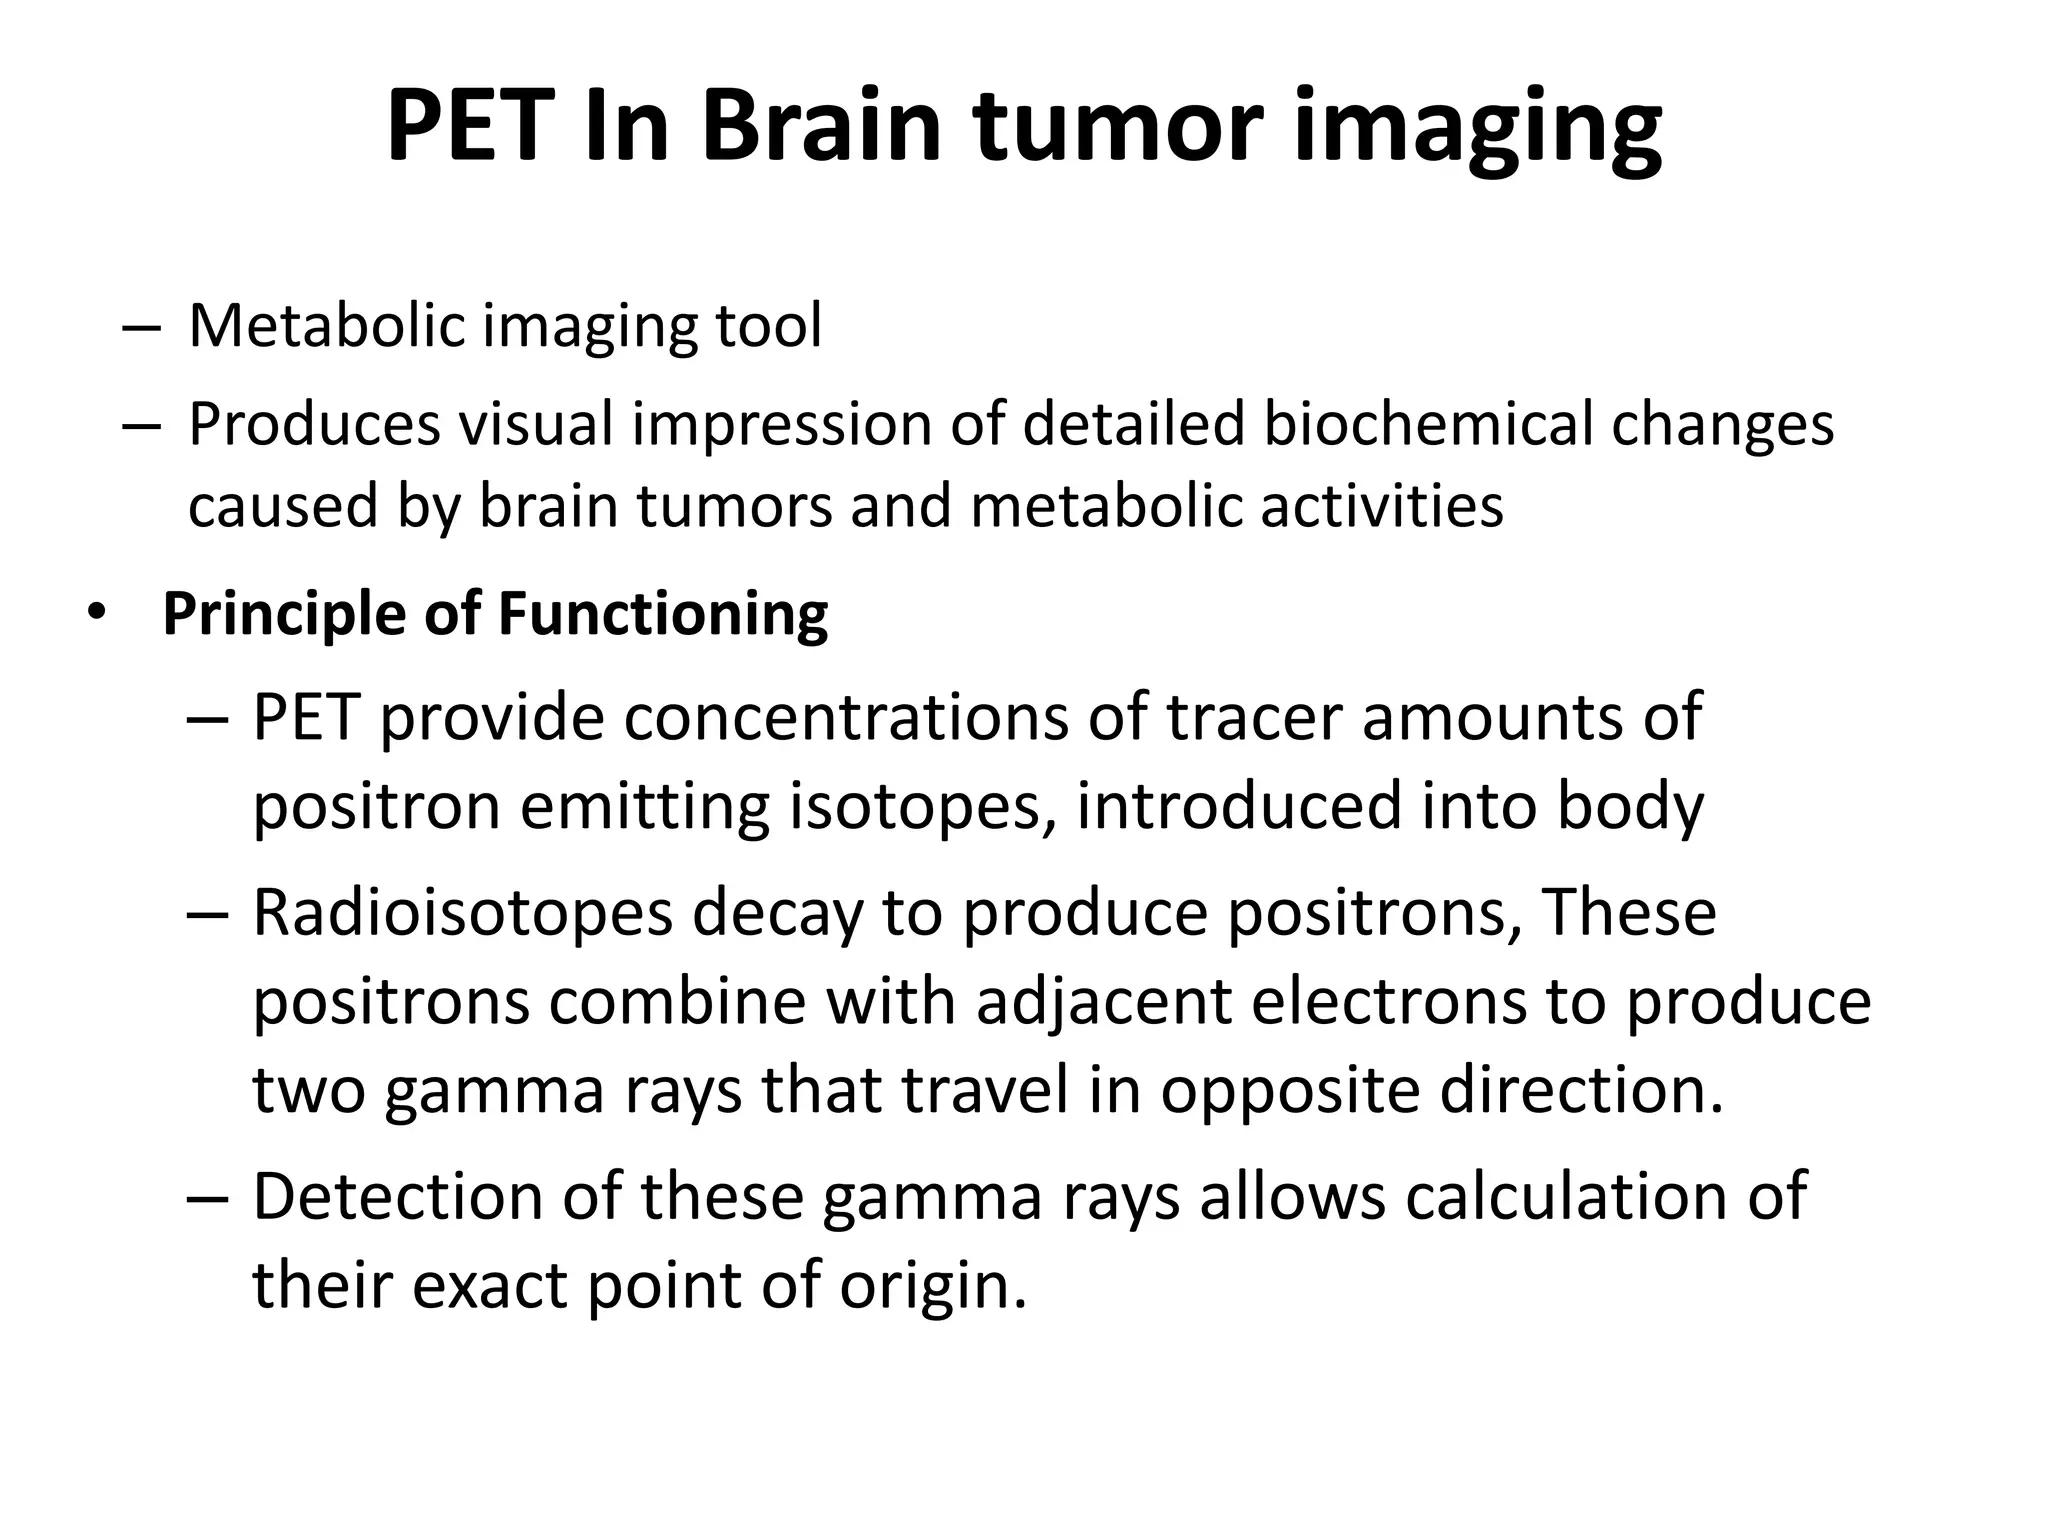 PET In Brain tumor imaging
– Metabolic imaging tool
– Produces visual impression of detailed biochemical changes
caused by brain tumors and metabolic activities
• Principle of Functioning
– PET provide concentrations of tracer amounts of
positron emitting isotopes, introduced into body
– Radioisotopes decay to produce positrons, These
positrons combine with adjacent electrons to produce
two gamma rays that travel in opposite direction.
– Detection of these gamma rays allows calculation of
their exact point of origin.